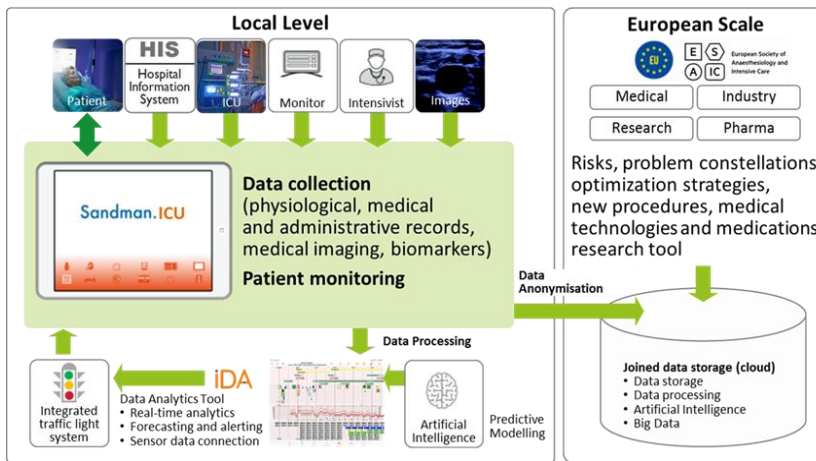 Local Level
Patient
HIS
Hospital
Information
System
ICU
Monitor
Intensivist
Images
Sandman.ICU
Data collection
(physiological, medical
and administrative records,
medical imaging, biomarkers)
Patient monitoring
Data
Anonymisation
Data Processing
Integrated
traffic light
system
iDA
Data Analytics Tool
• Real-time analytics
• Forecasting and alerting
• Sensor data connection
Artificial
Intelligence
Predictive
Modelling
European Scale
EU
E S
A IC
European Society of
Anaesthesiology and
Intensive Care
Medical
Industry
Research
Pharma
Risks, problem constellations
optimization strategies,
new procedures, medical
technologies and medications
research tool
Joined data storage (cloud)
• Data storage
• Data processing
• Artificial Intelligence
• Big Data